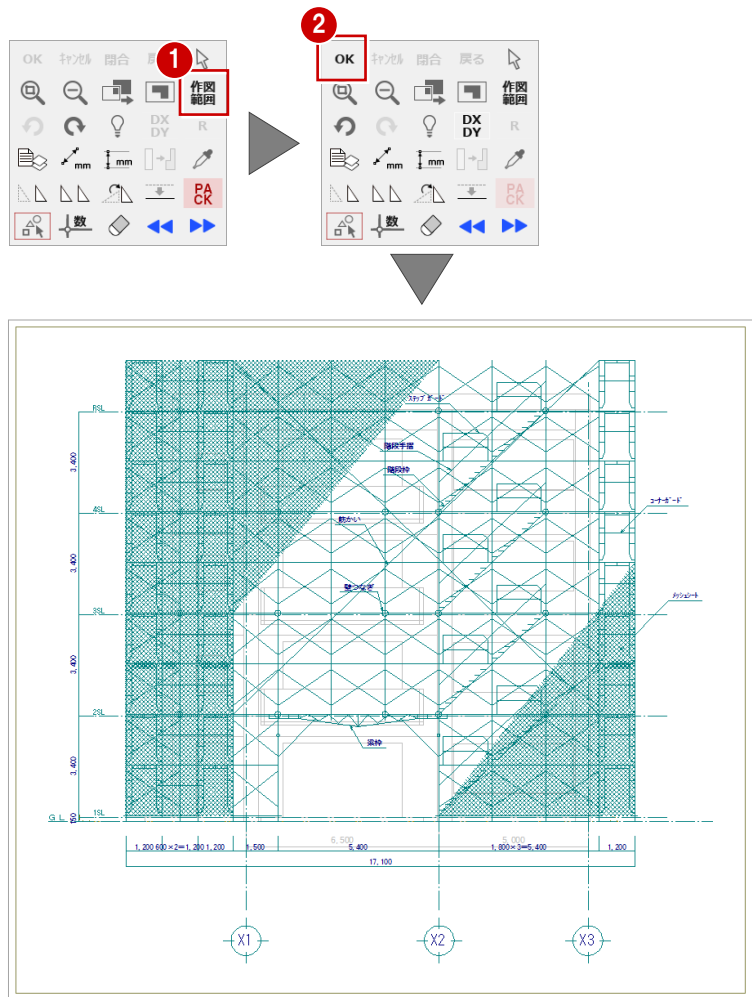 2
1
OK キャンセル 閉合
作図
範囲
DX
DY
R
mm
mm
PA
CK
数
OK キャンセル 閉合 戻る
作図
範囲
DX
DY
R
mm
mm
PA
CK
数
RSL
ステップガード
階段手摺
3,400
階段枠
コーナーガード
4SL
筋かい
3,400
壁つなぎ
メッシュシート
3SL
3,400
2SL
梁枠
3,400
1SL
GL
150
6,500
5,000
1,200
600×2=1,200
1,200
1,500
5,400
1,800×3=5,400
1,200
17,100
X1
X2
X3